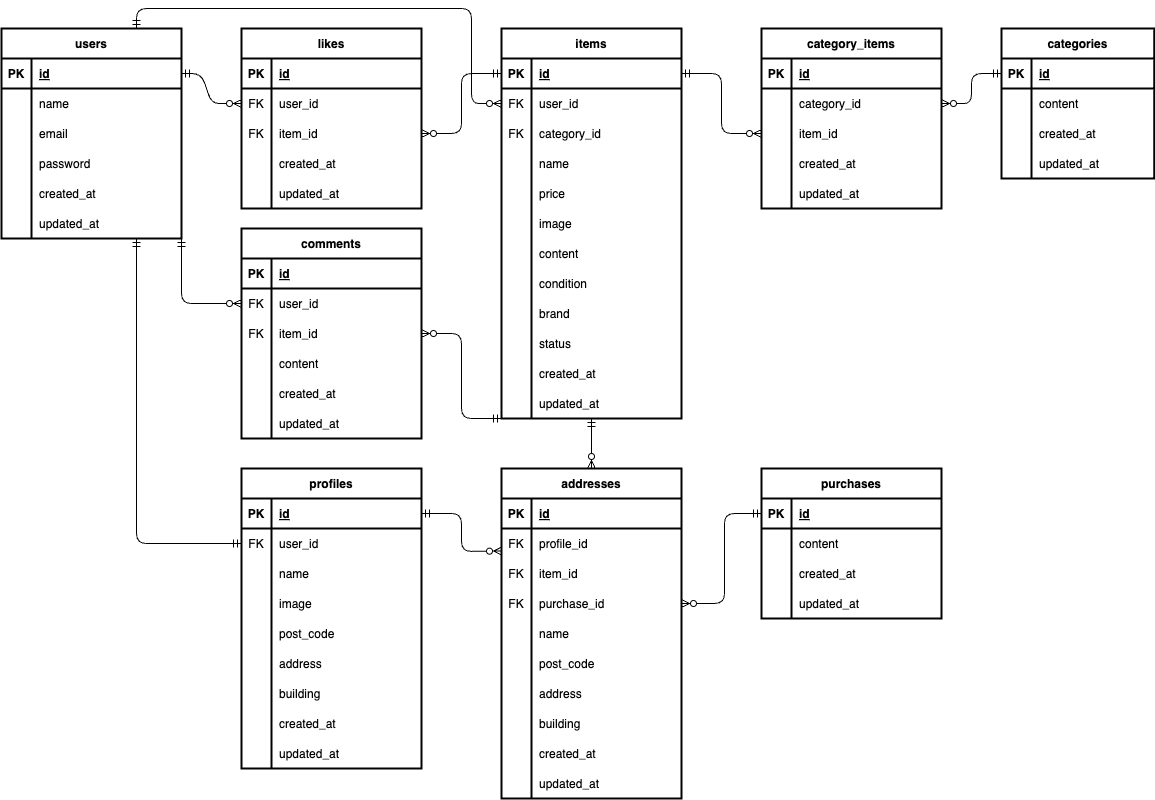 users
PK id
name
email
password
created_at
updated_at
likes
PK id
FK user_id
FK item_id
created_at
updated_at
items
PK id
FK user_id
FK category_id
name
price
image
content
condition
brand
status
created_at
updated_at
category_items
PK id
category_id
item_id
created_at
updated_at
categories
PK id
content
created_at
updated_at
comments
PK id
FK user_id
FK item_id
content
created_at
updated_at
profiles
PK id
FK user_id
name
image
post_code
address
building
created_at
updated_at
addresses
PK id
FK profile_id
FK item_id
FK purchase_id
name
post_code
address
building
created_at
updated_at
purchases
PK id
content
created_at
updated_at